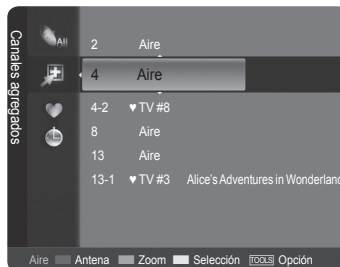 Canales agregados
All
2 Aire
4 Aire
4-2 ♥ TV #8
8 Aire
13 Aire
13-1 ♥ TV #3 Alice's Adventures in Wonderland
Aire Antena Zoom Selección TOOLS Opción